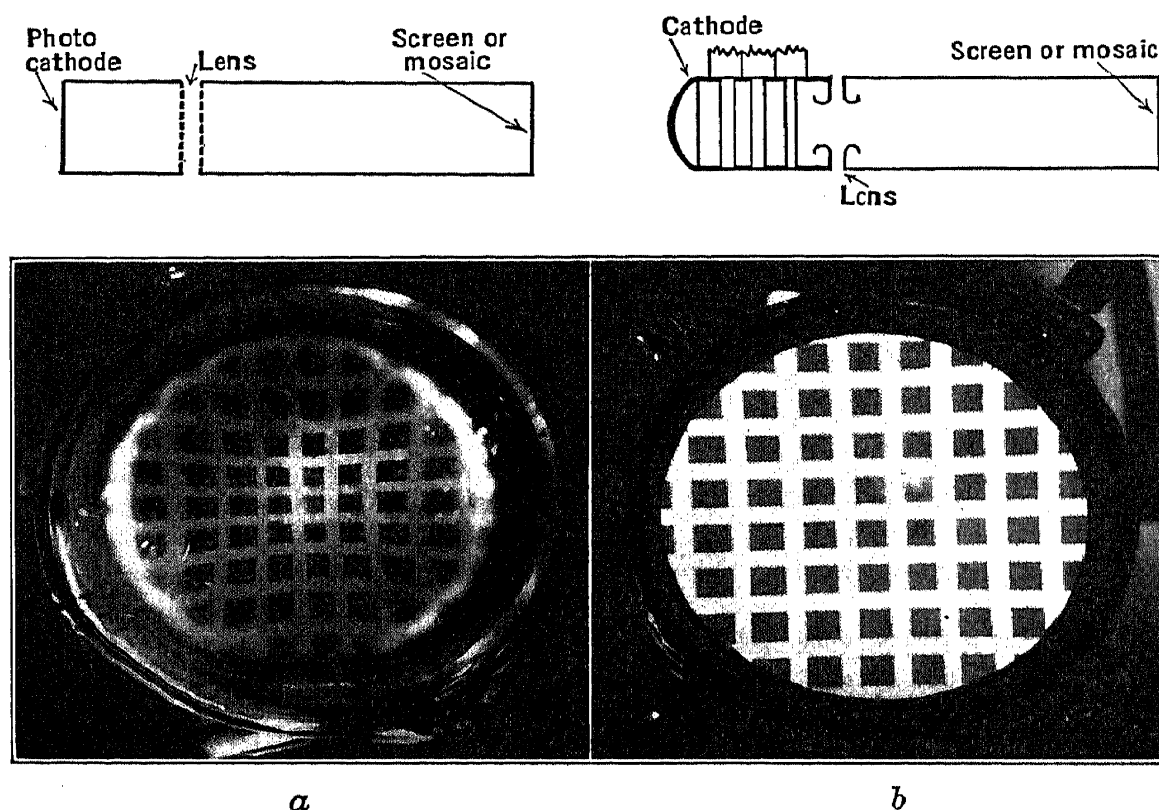 Photo
cathode
Lens
Screen or
mosaic
Cathode
Screen or mosaic
Lens
a
b